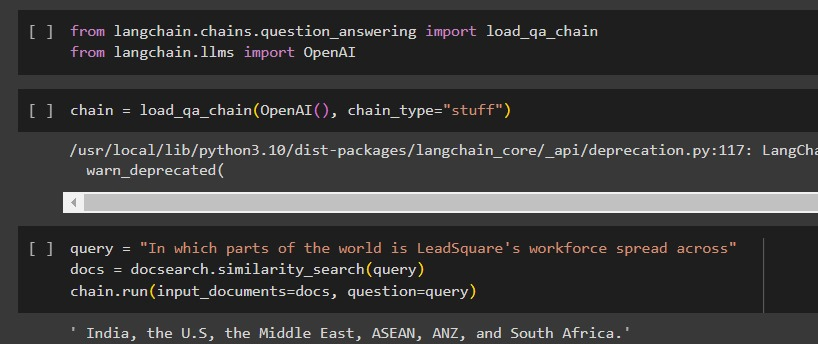 [ ] from langchain.chains.question_answering import load_qa_chain
from langchain.llms import OpenAI
[ ] chain = load_qa_chain(OpenAI(), chain_type="stuff")
/usr/local/lib/python3.10/dist-packages/langchain_core/_api/deprecation.py:117: LangCha
warn_deprecated(
[ ] query = "In which parts of the world is LeadSquare's workforce spread across"
docs = docsearch.similarity_search(query)
chain.run(input_documents=docs, question=query)
' India, the U.S, the Middle East, ASEAN, ANZ, and South Africa.'